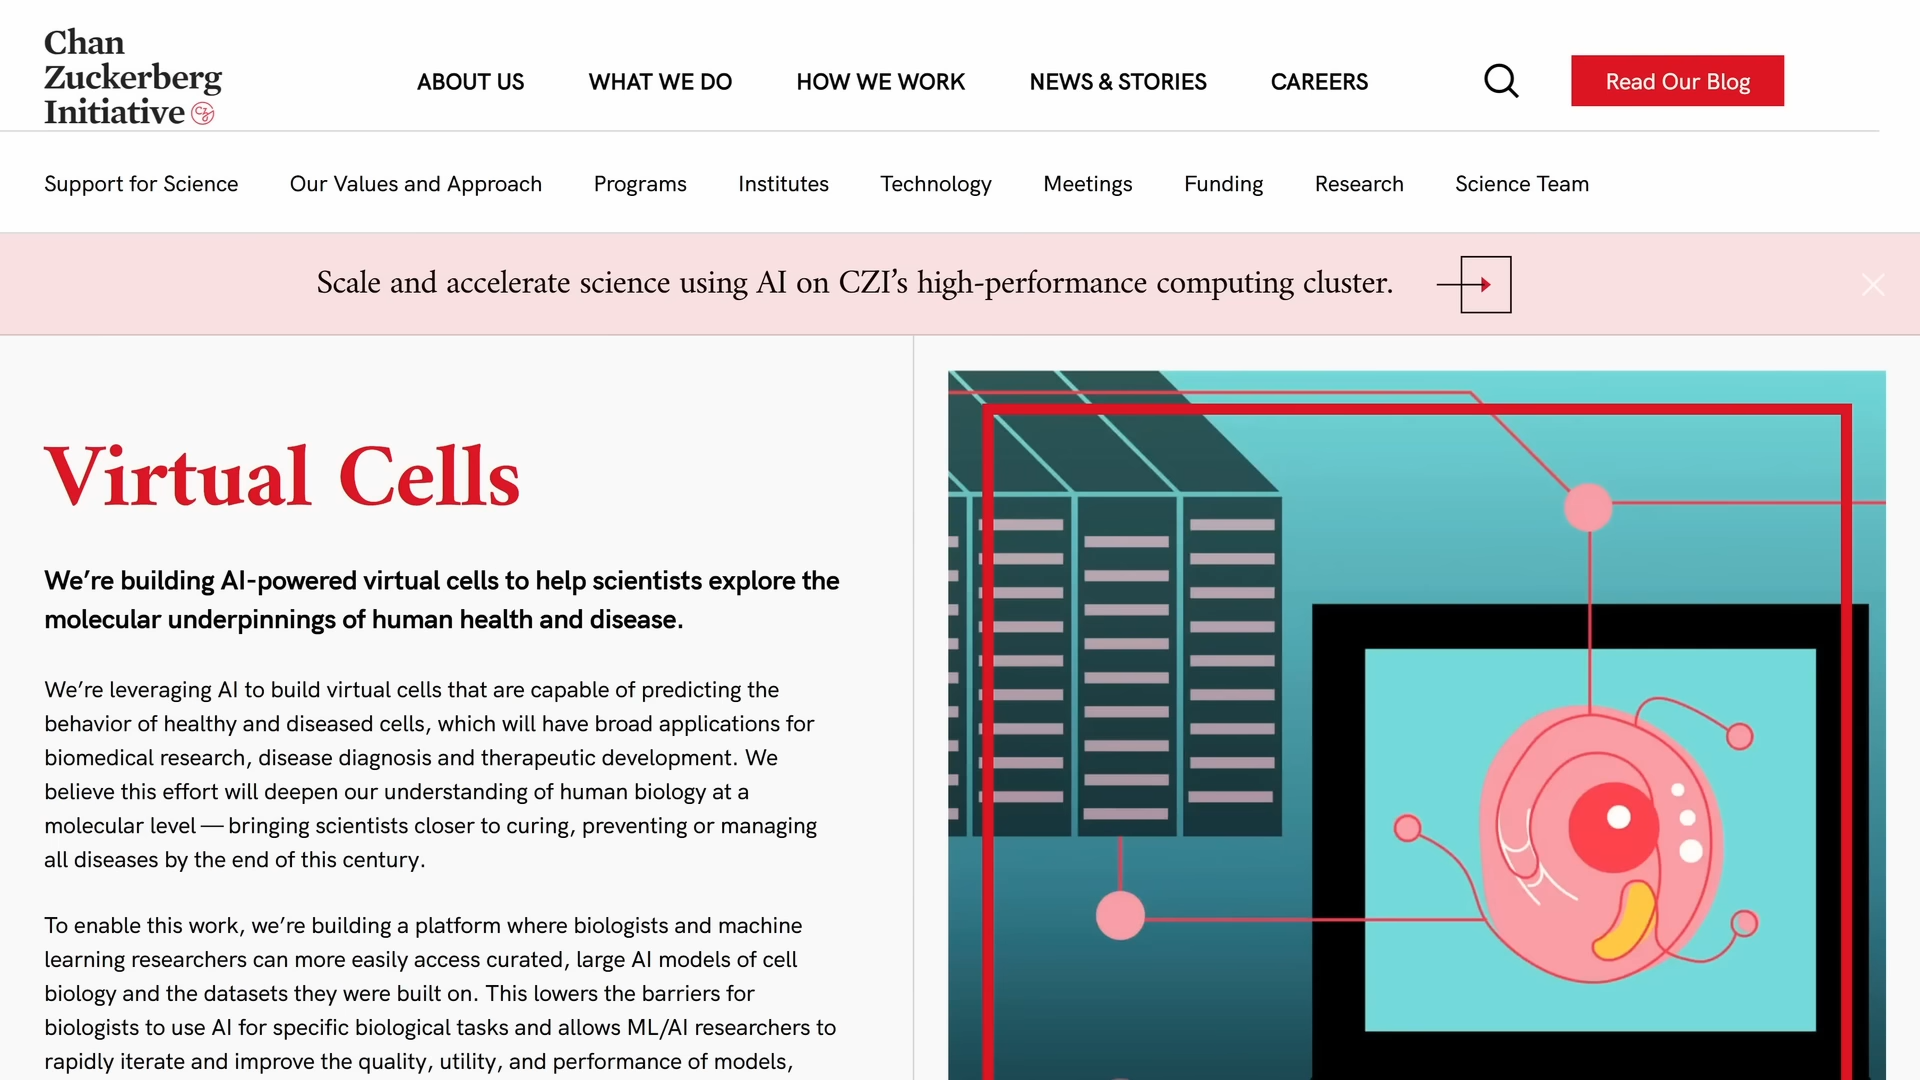 Chan
Zuckerberg
Initiative
CZI
ABOUT US
WHAT WE DO
HOW WE WORK
NEWS & STORIES
CAREERS
Read Our Blog
Support for Science
Our Values and Approach
Programs
Institutes
Technology
Meetings
Funding
Research
Science Team
Scale and accelerate science using AI on CZI’s high-performance computing cluster.
Virtual Cells
We’re building AI-powered virtual cells to help scientists explore the
molecular underpinnings of human health and disease.
We’re leveraging AI to build virtual cells that are capable of predicting the
behavior of healthy and diseased cells, which will have broad applications for
biomedical research, disease diagnosis and therapeutic development. We
believe this effort will deepen our understanding of human biology at a
molecular level — bringing scientists closer to curing, preventing or managing
all diseases by the end of this century.
To enable this work, we’re building a platform where biologists and machine
learning researchers can more easily access curated, large AI models of cell
biology and the datasets they were built on. This lowers the barriers for
biologists to use AI for specific biological tasks and allows ML/AI researchers to
rapidly iterate and improve the quality, utility, and performance of models,